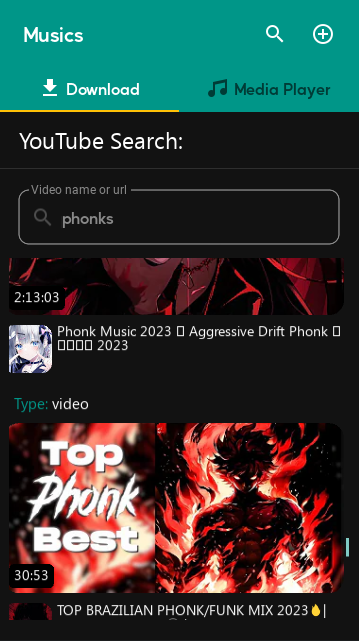 Musics
Download
Media Player
YouTube Search:
Video name or url
phonks
2:13:03
Phonk Music 2023 ▯ Aggressive Drift Phonk ▯
▯▯▯▯ 2023
Type: video
Top
Phonk
Best
30:53
TOP BRAZILIAN PHONK/FUNK MIX 2023🔥|